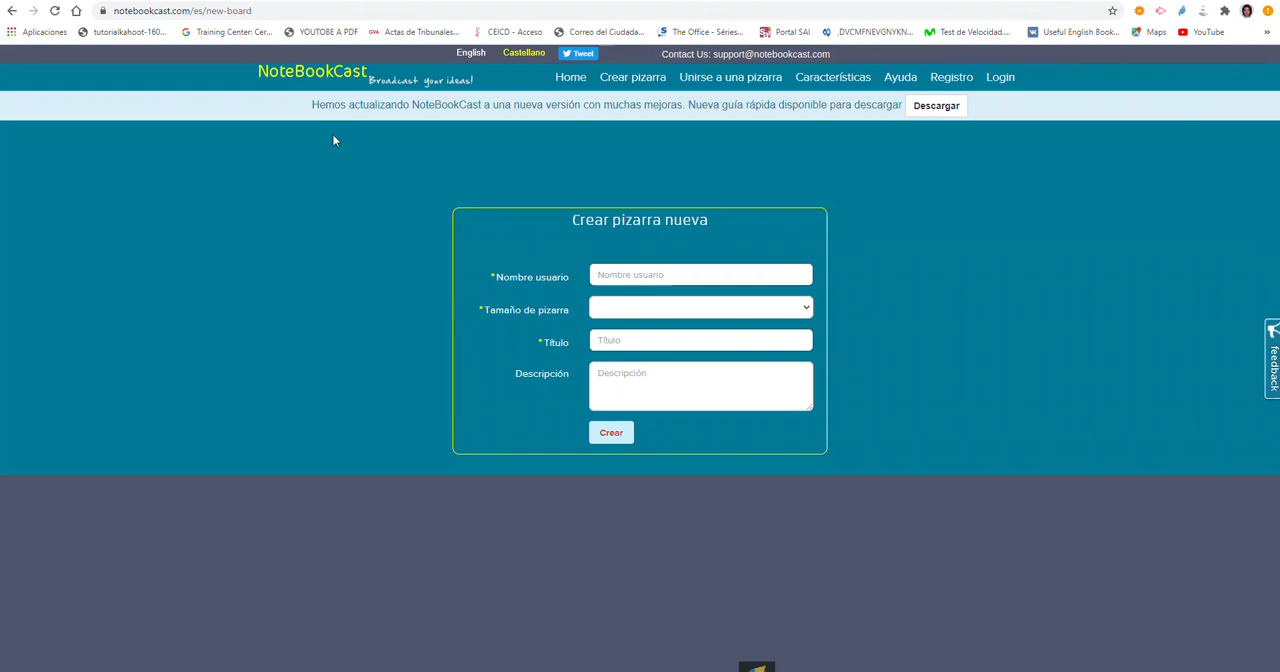 notebookcast.com/es/new-board
Aplicaciones tutorialkahoot-160... Training Center: Cer... YOUTOBE A PDF GVA Actas de Tribunales... CEICD - Acceso Correo del Ciudada... The Office - Séries... Portal SAI ,DVCMFNEVGNYKN... Test de Velocidad.... Useful English Book... Maps YouTube »
English Castellano Tweet Contact Us: support@notebookcast.com
NoteBookCast Broadcast your ideas! Home Crear pizarra Unirse a una pizarra Características Ayuda Registro Login
Hemos actualizando NoteBookCast a una nueva versión con muchas mejoras. Nueva guía rápida disponible para descargar Descargar
Crear pizarra nueva
*Nombre usuario Nombre usuario
*Tamaño de pizarra
*Título Título
Descripción Descripción
Crear
feedback